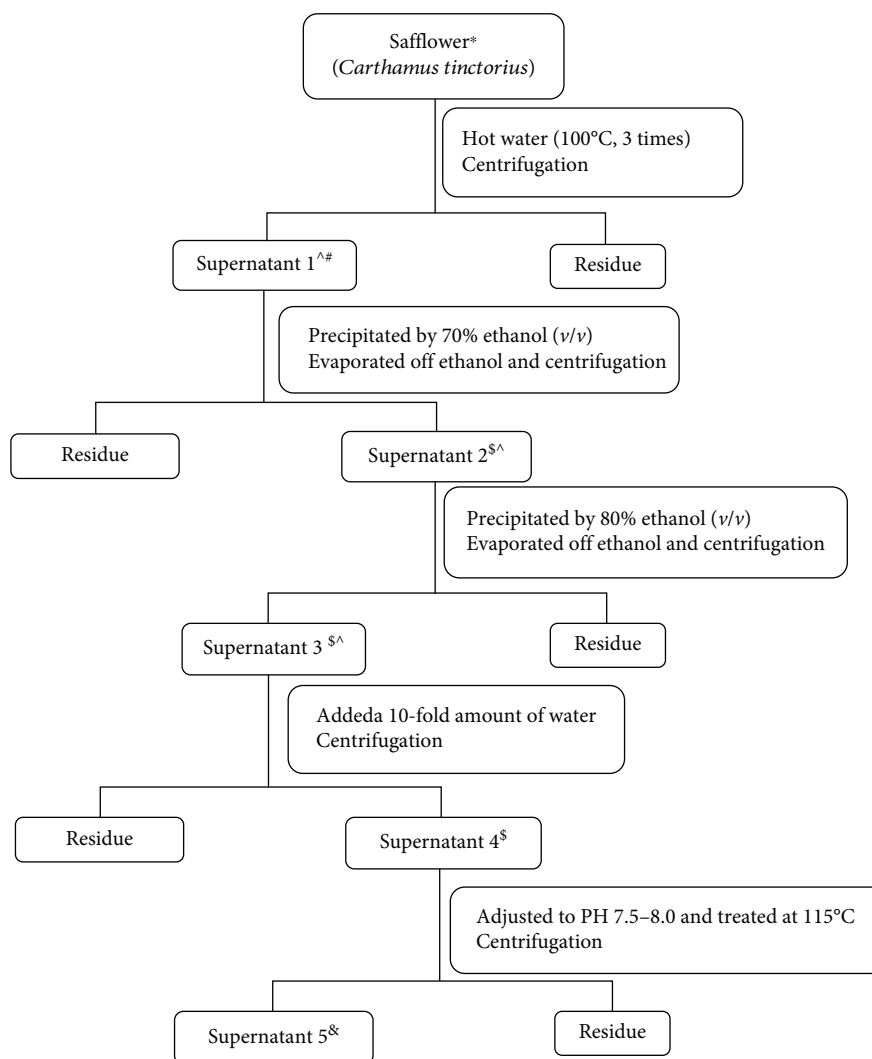 Safflower*
(Carthamus tinctorius)
Hot water (100°C, 3 times)
Centrifugation
Supernatant 1^#
Residue
Precipitated by 70% ethanol (v/v)
Evaporated off ethanol and centrifugation
Residue
Supernatant 2$^
Precipitated by 80% ethanol (v/v)
Evaporated off ethanol and centrifugation
Supernatant 3 $^
Residue
Addeda 10-fold amount of water
Centrifugation
Residue
Supernatant 4$
Adjusted to PH 7.5–8.0 and treated at 115°C
Centrifugation
Supernatant 5&
Residue